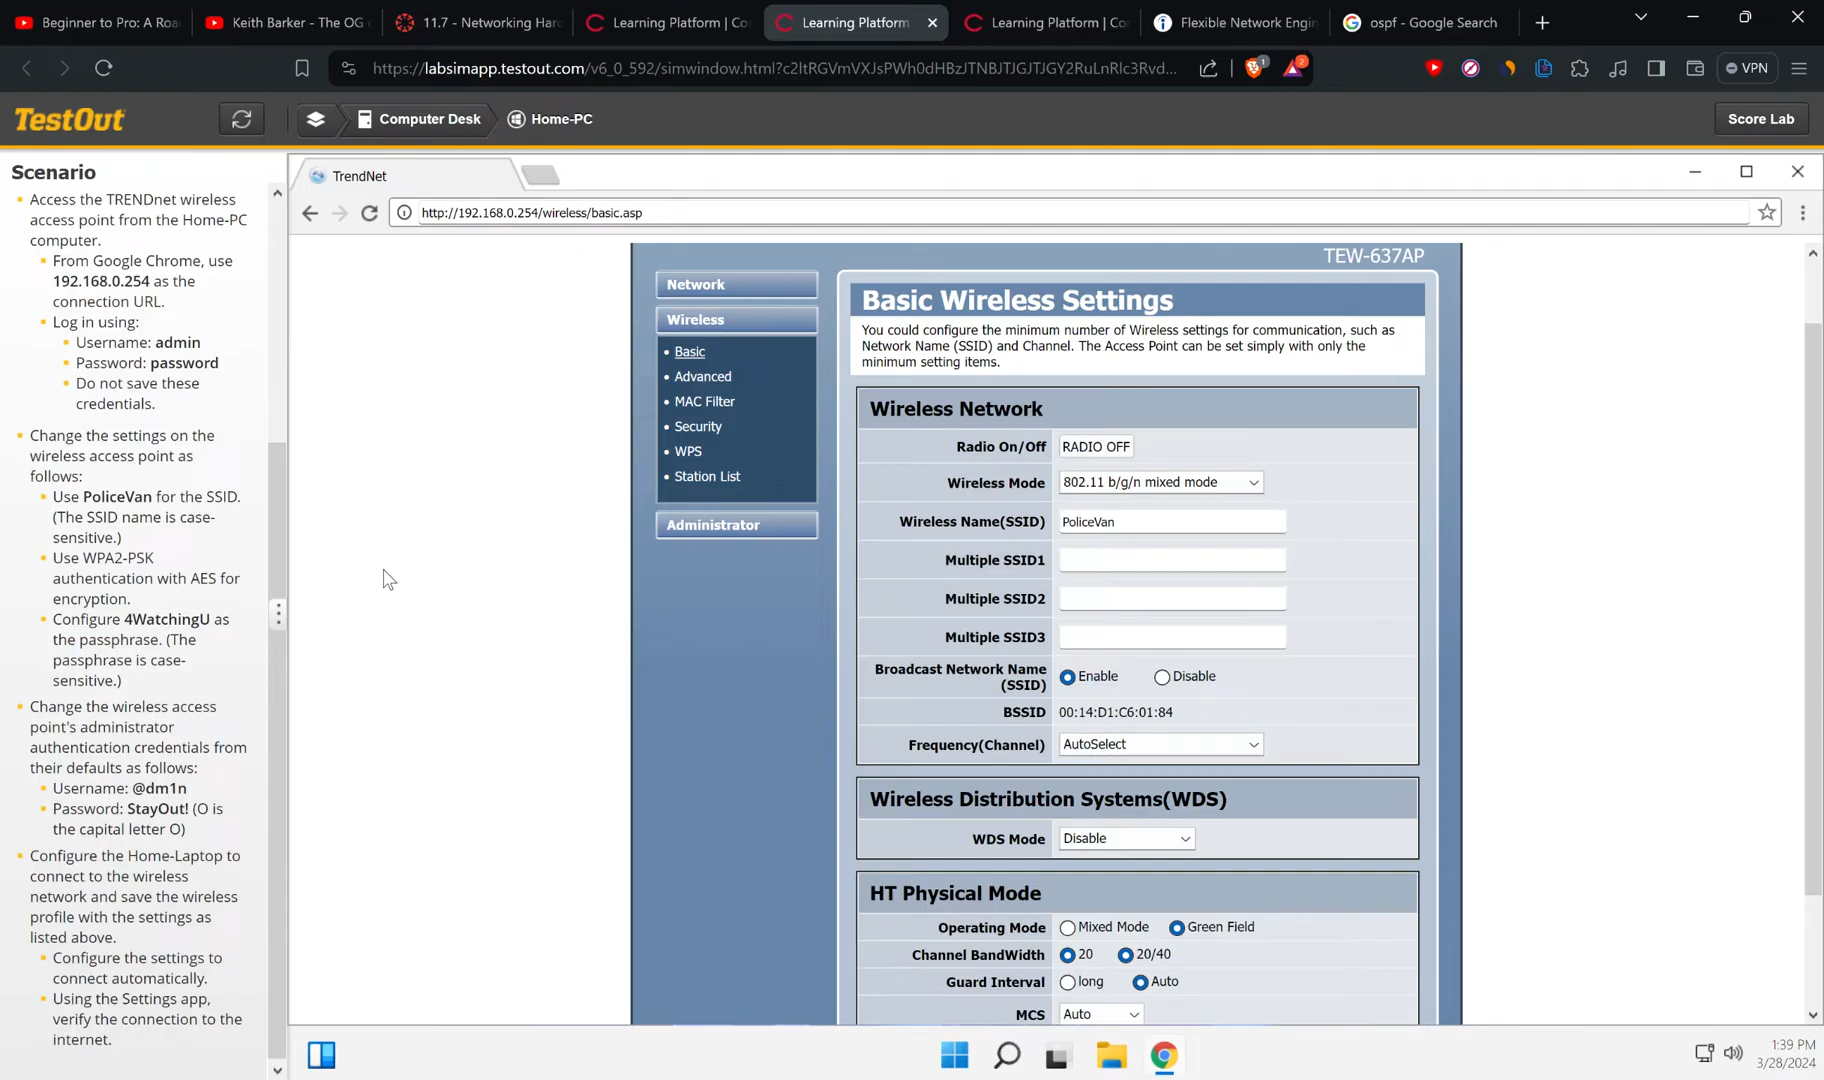 Beginner to Pro: A Roa
Keith Barker - The OG
11.7 - Networking Hard
Learning Platform | Co
Learning Platform
Learning Platform | Co
Flexible Network Engin
ospf - Google Search
https://labsimapp.testout.com/v6_0_592/simwindow.html?c2ltRGVmVXJsPWh0dHBzJTNBJTJGJTJGY2RuLnRlc3Rvd...
1
2
VPN
TestOut
Computer Desk
Home-PC
Score Lab
Scenario
Access the TRENDnet wireless
access point from the Home-PC
computer.
From Google Chrome, use
192.168.0.254 as the
connection URL.
Log in using:
Username: admin
Password: password
Do not save these
credentials.
Change the settings on the
wireless access point as
follows:
Use PoliceVan for the SSID.
(The SSID name is case-
sensitive.)
Use WPA2-PSK
authentication with AES for
encryption.
Configure 4WatchingU as
the passphrase. (The
passphrase is case-
sensitive.)
Change the wireless access
point's administrator
authentication credentials from
their defaults as follows:
Username: @dm1n
Password: StayOut! (O is
the capital letter O)
Configure the Home-Laptop to
connect to the wireless
network and save the wireless
profile with the settings as
listed above.
Configure the settings to
connect automatically.
Using the Settings app,
verify the connection to the
internet.
TrendNet
http://192.168.0.254/wireless/basic.asp
TEW-637AP
Network
Wireless
Basic
Advanced
MAC Filter
Security
WPS
Station List
Administrator
Basic Wireless Settings
You could configure the minimum number of Wireless settings for communication, such as
Network Name (SSID) and Channel. The Access Point can be set simply with only the
minimum setting items.
Wireless Network
Radio On/Off RADIO OFF
Wireless Mode 802.11 b/g/n mixed mode
Wireless Name(SSID) PoliceVan
Multiple SSID1
Multiple SSID2
Multiple SSID3
Broadcast Network Name
(SSID) Enable Disable
BSSID 00:14:D1:C6:01:84
Frequency(Channel) AutoSelect
Wireless Distribution Systems(WDS)
WDS Mode Disable
HT Physical Mode
Operating Mode Mixed Mode Green Field
Channel BandWidth 20 20/40
Guard Interval long Auto
MCS Auto
1:39 PM
3/28/2024